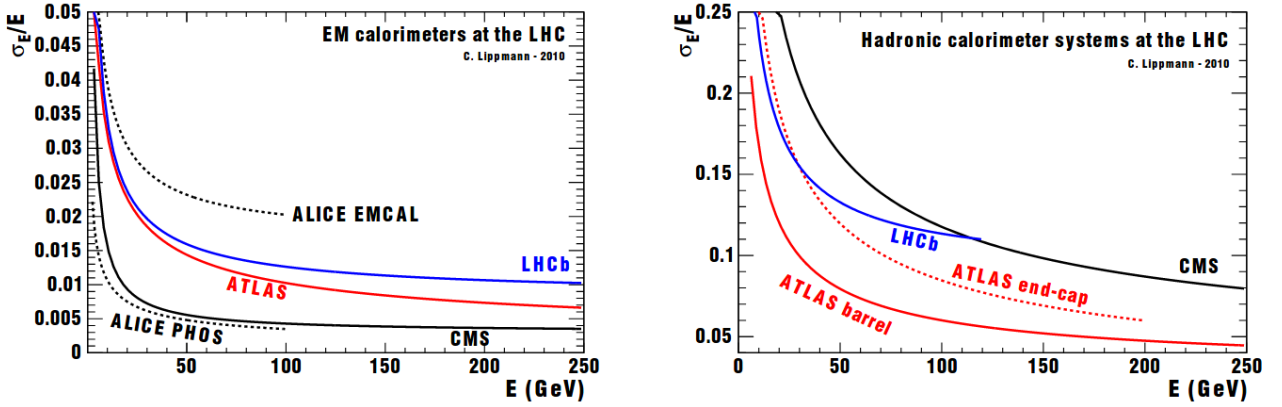 σE/E
0.05
0.045
0.04
0.035
0.03
0.025
0.02
0.015
0.01
0.005
0
EM calorimeters at the LHC
C. Lippmann - 2010
ALICE EMCAL
LHCb
ATLAS
ALICE PHOS
CMS
50
100
150
200
250
E (GeV)
σE/E
0.25
0.2
0.15
0.1
0.05
Hadronic calorimeter systems at the LHC
C. Lippmann - 2010
LHCb
CMS
ATLAS end-cap
ATLAS barrel
0
50
100
150
200
250
E (GeV)